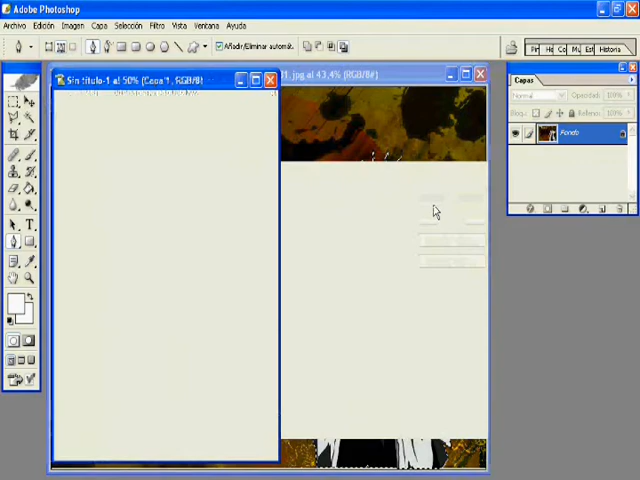 Adobe Photoshop
Archivo Edición Imagen Capa Selección Filtro Vista Ventana Ayuda
Añadir/Eliminar automát.
Historia
Sin título-1 al 50% (Capa 1, RGB/8)
01.jpg al 43,4% (RGB/8#)
Capas
Normal Opacidad: 100%
Bloq.: Relleno: 100%
Fondo